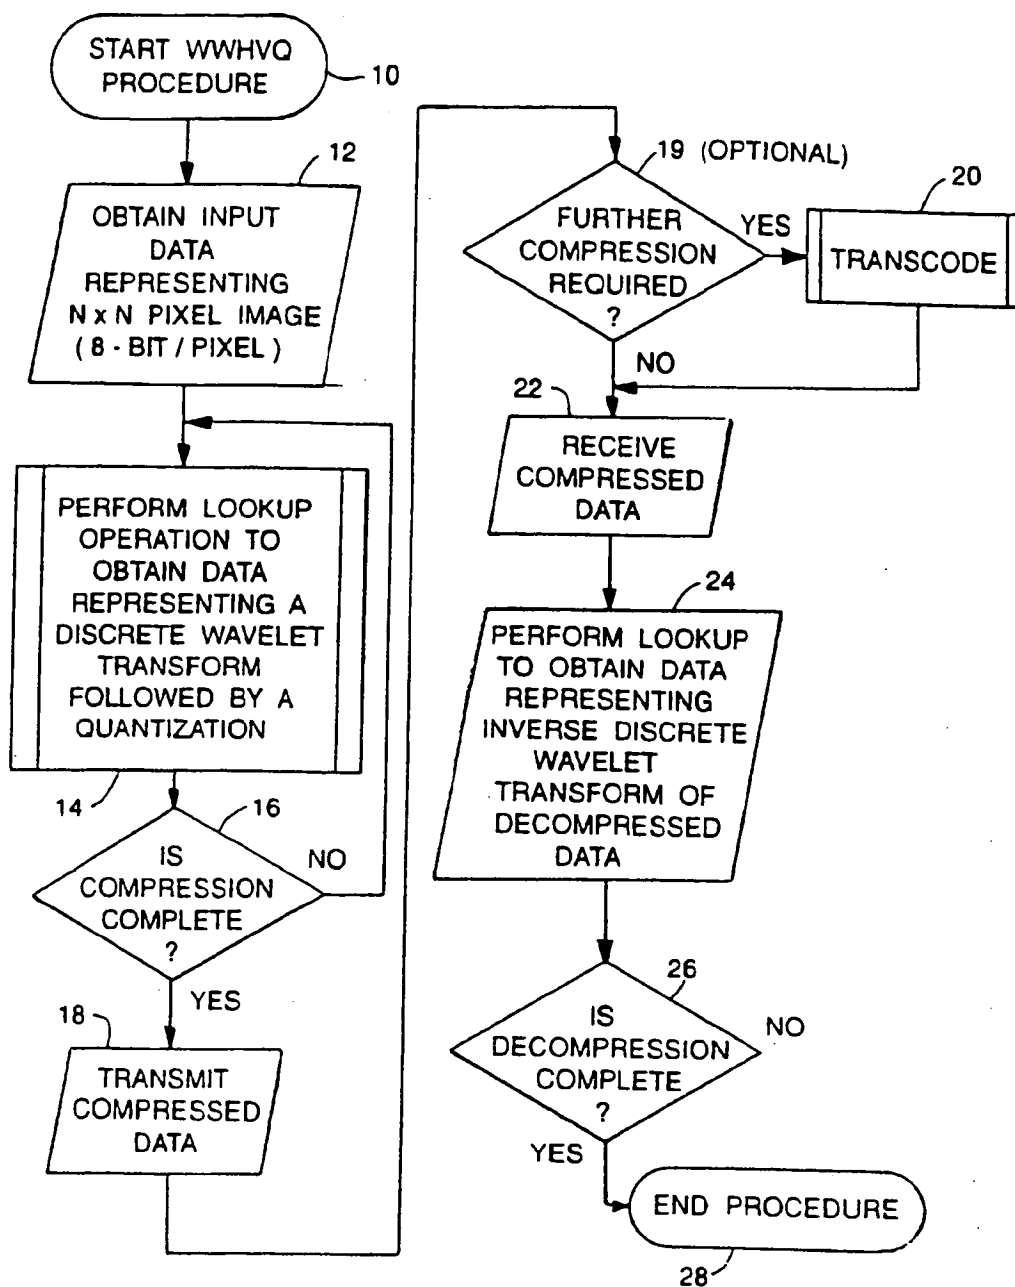 START WWHVQ
PROCEDURE
10
12
OBTAIN INPUT
DATA
REPRESENTING
N x N PIXEL IMAGE
( 8 - BIT / PIXEL )
PERFORM LOOKUP
OPERATION TO
OBTAIN DATA
REPRESENTING A
DISCRETE WAVELET
TRANSFORM
FOLLOWED BY A
QUANTIZATION
14
16
IS
COMPRESSION
COMPLETE
?
NO
YES
18
TRANSMIT
COMPRESSED
DATA
19 (OPTIONAL)
FURTHER
COMPRESSION
REQUIRED
?
YES
20
TRANSCODE
NO
22
RECEIVE
COMPRESSED
DATA
24
PERFORM LOOKUP
TO OBTAIN DATA
REPRESENTING
INVERSE DISCRETE
WAVELET
TRANSFORM OF
DECOMPRESSED
DATA
26
IS
DECOMPRESSION
COMPLETE
?
NO
YES
END PROCEDURE
28